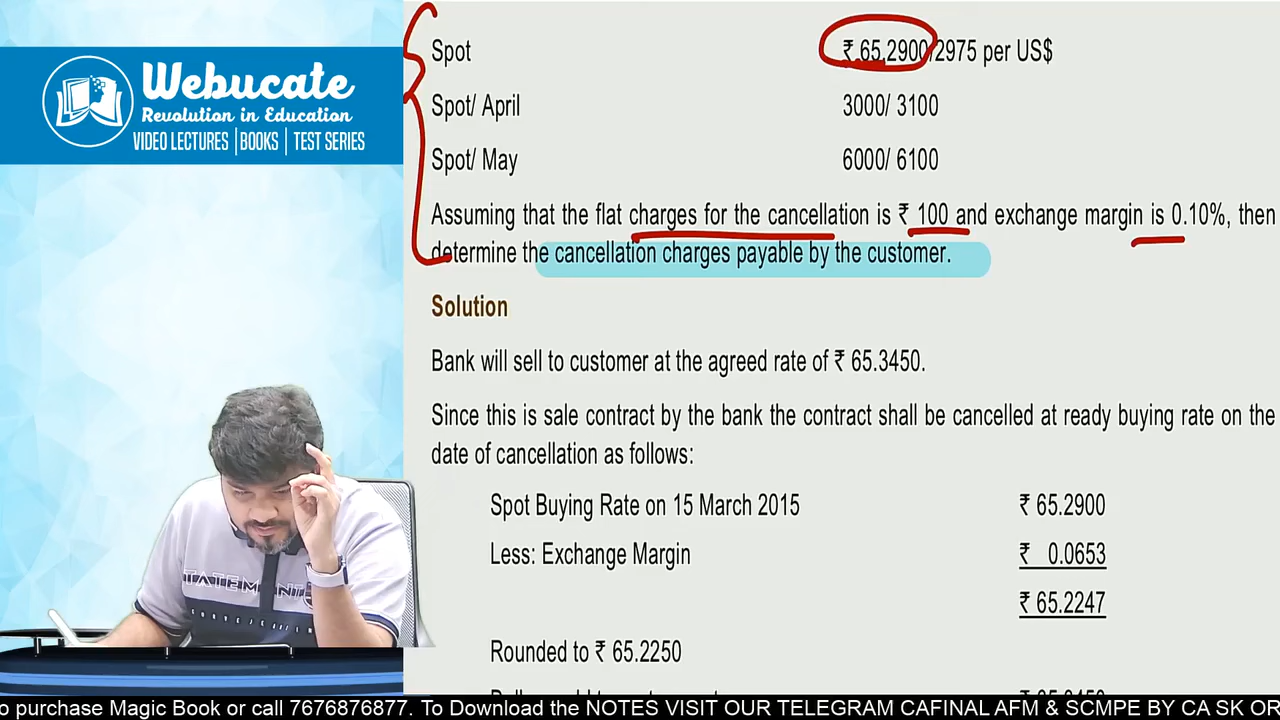 Webucate
Revolution in Education
VIDEO LECTURES | BOOKS | TEST SERIES
Spot ₹ 65.2900/2975 per US$
Spot/ April 3000/ 3100
Spot/ May 6000/ 6100
Assuming that the flat charges for the cancellation is ₹ 100 and exchange margin is 0.10%, then
determine the cancellation charges payable by the customer.
Solution
Bank will sell to customer at the agreed rate of ₹ 65.3450.
Since this is sale contract by the bank the contract shall be cancelled at ready buying rate on the
date of cancellation as follows:
Spot Buying Rate on 15 March 2015 ₹ 65.2900
Less: Exchange Margin ₹ 0.0653
₹ 65.2247
Rounded to ₹ 65.2250
o purchase Magic Book or call 7676876877. To Download the NOTES VISIT OUR TELEGRAM CAFINAL AFM & SCMPE BY CA SK OR